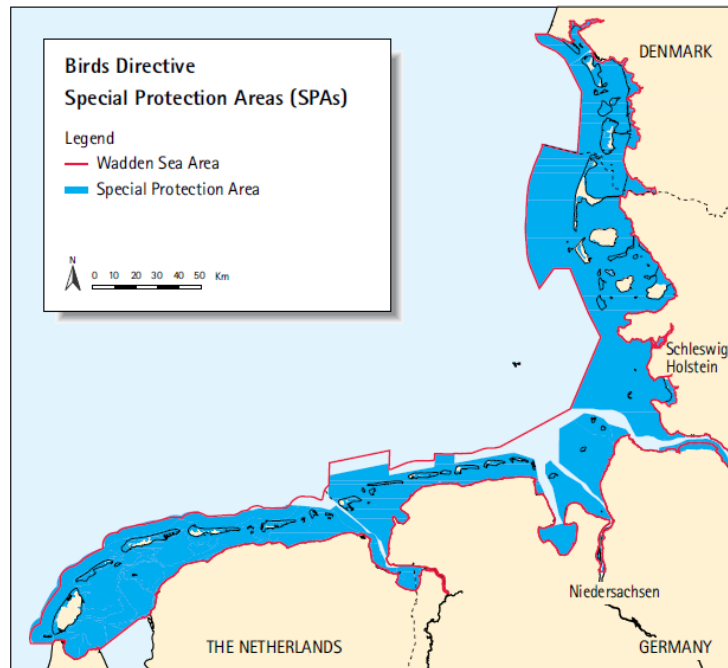 Birds Directive
Special Protection Areas (SPAs)
Legend
Wadden Sea Area
Special Protection Area
N
0 10 20 30 40 50 Km
DENMARK
Schleswig
Holstein
Niedersachsen
THE NETHERLANDS
GERMANY